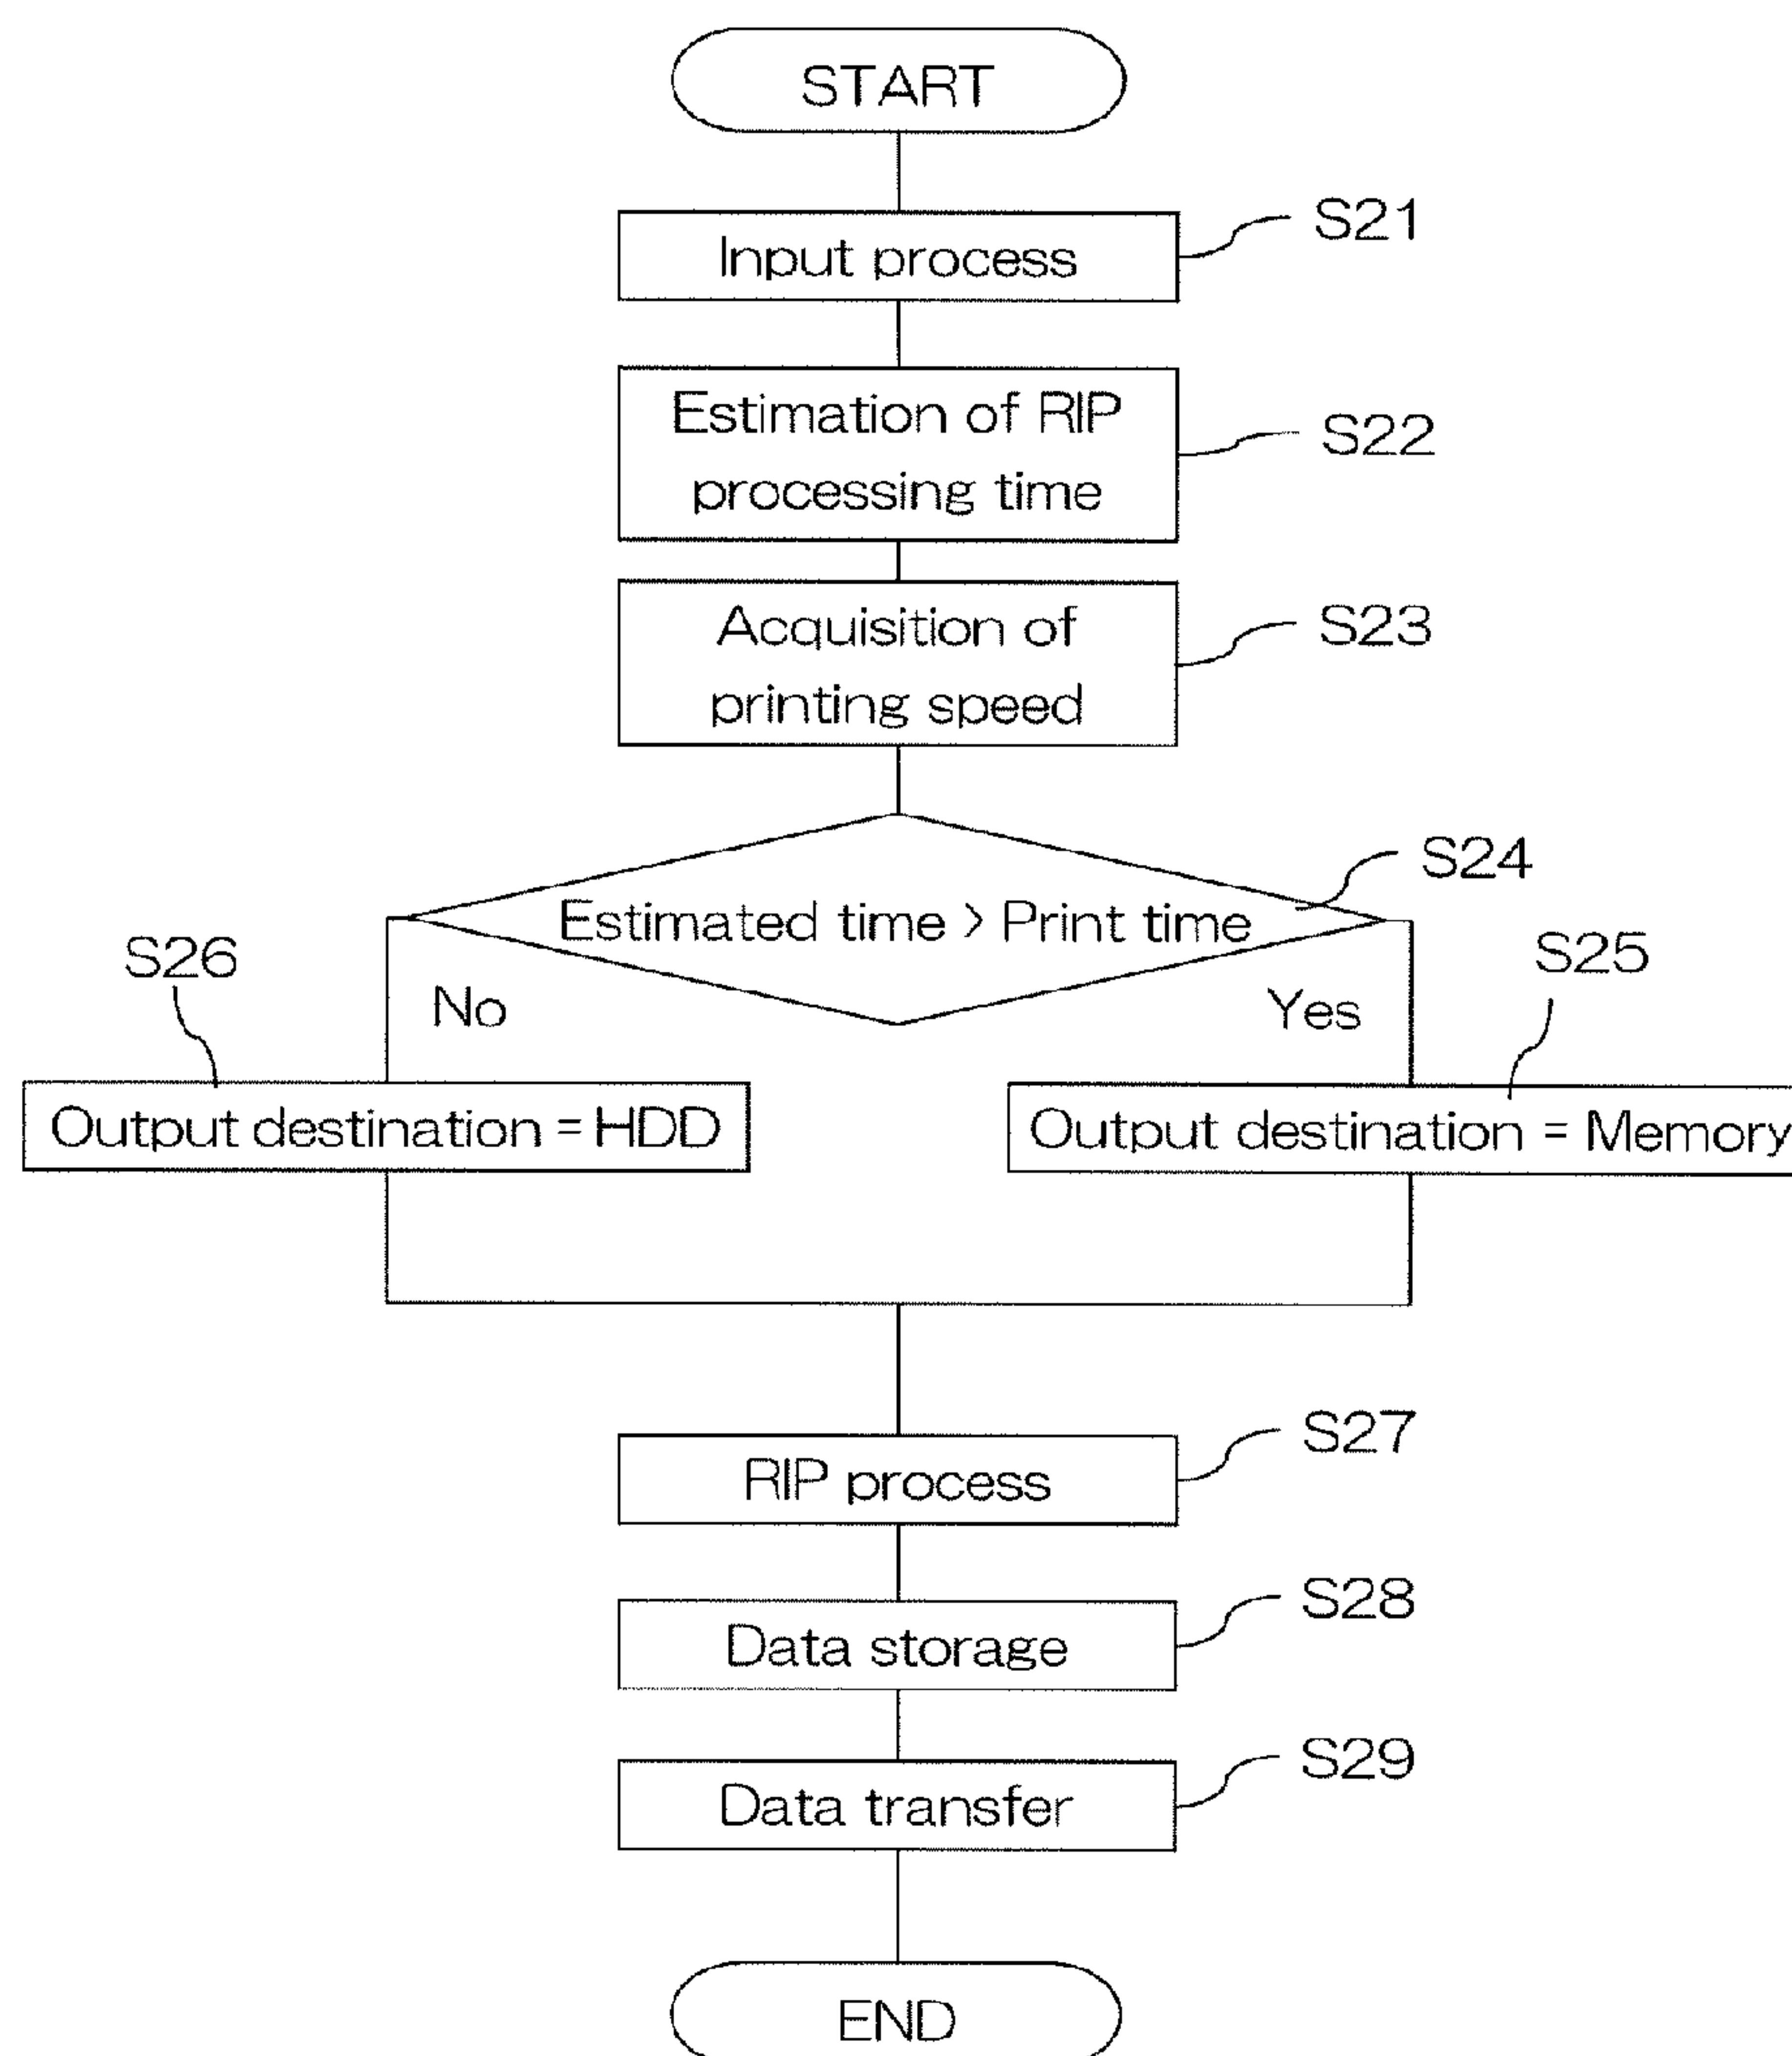 START
Input process
S21
Estimation of RIP
processing time
S22
Acquisition of
printing speed
S23
Estimated time > Print time
S24
No
Yes
S26
S25
Output destination = HDD
Output destination = Memory
RIP process
S27
Data storage
S28
Data transfer
S29
END